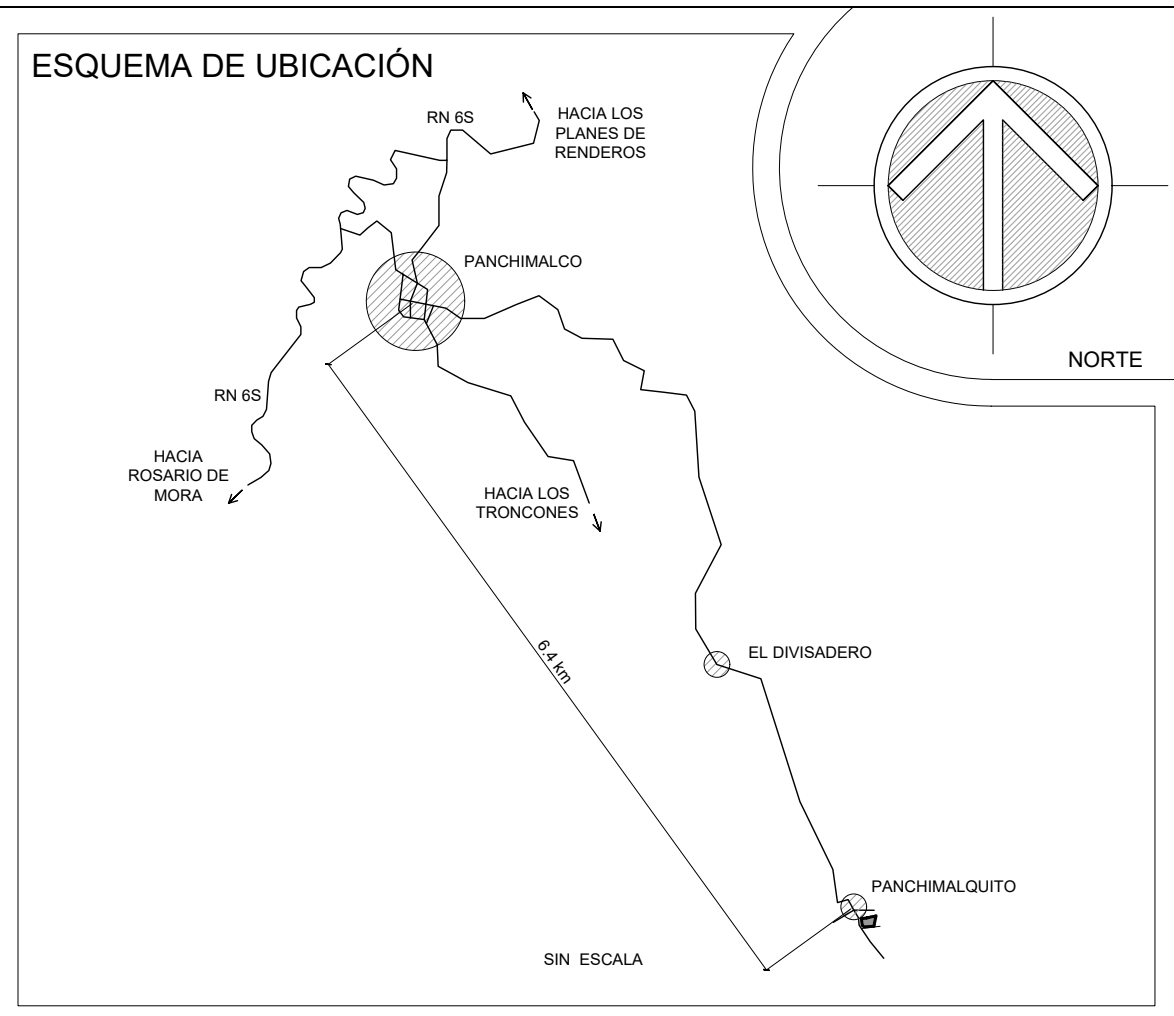 ESQUEMA DE UBICACIÓN
RN 6S
HACIA LOS
PLANES DE
RENDEROS
PANCHIMALCO
NORTE
RN 6S
HACIA
ROSARIO DE
MORA
HACIA LOS
TRONCONES
6.4 km
EL DIVISADERO
PANCHIMALQUITO
SIN ESCALA